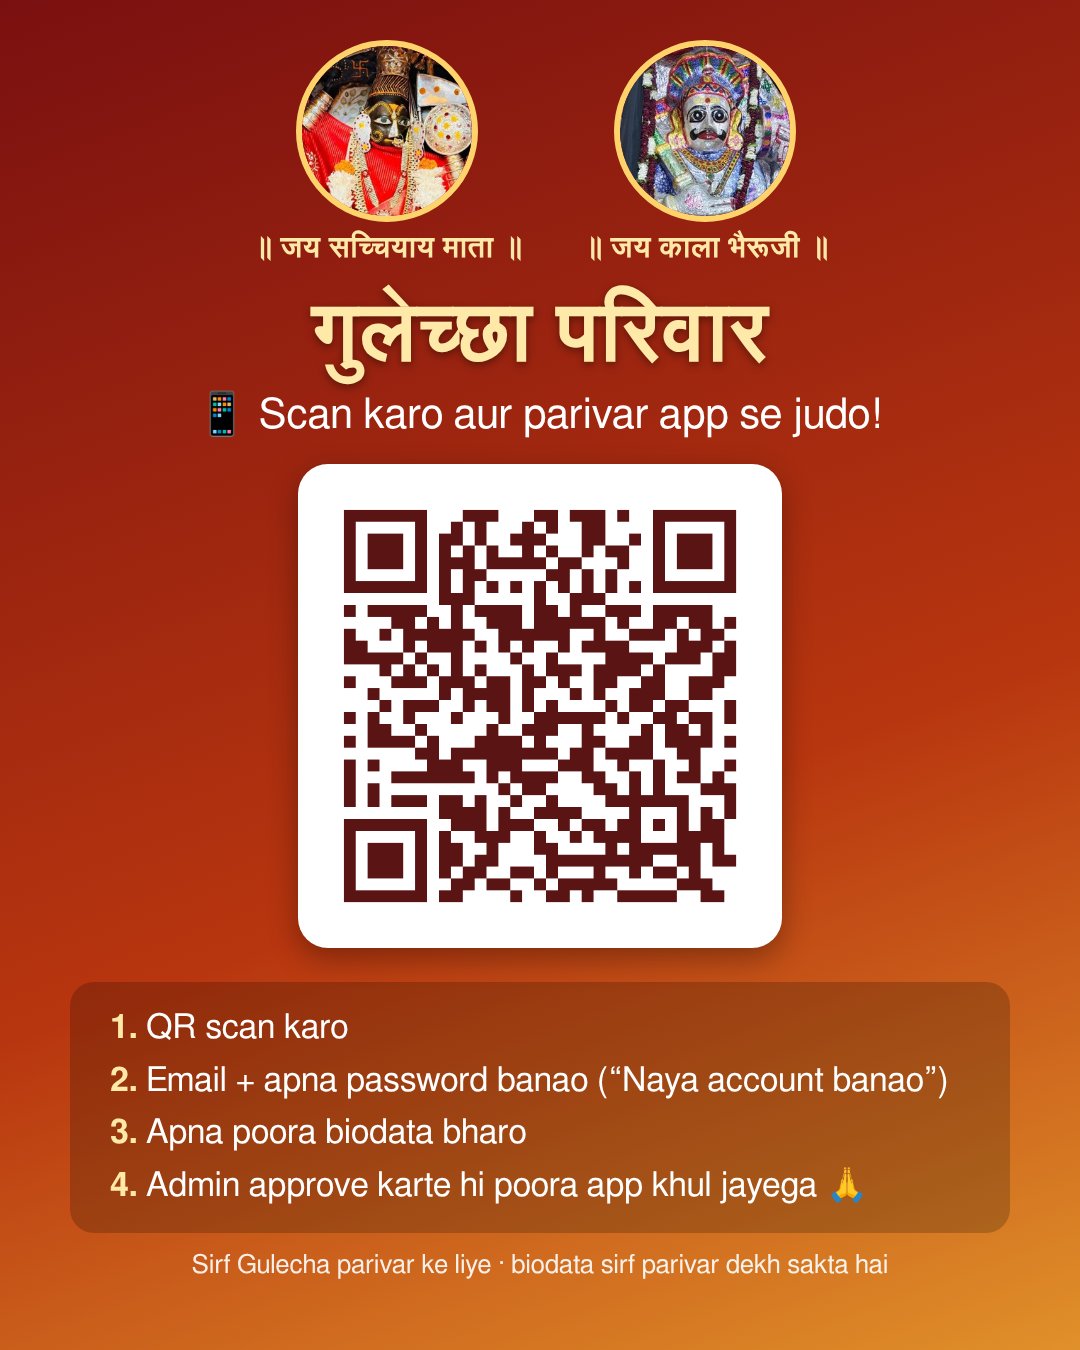 ॥ जय सच्चियाय माता ॥
॥ जय काला भैरूजी ॥
गुलेच्छा परिवार
📱 Scan karo aur parivar app se judo!
1. QR scan karo
2. Email + apna password banao (“Naya account banao”)
3. Apna poora biodata bharo
4. Admin approve karte hi poora app khul jayega 🙏
Sirf Gulecha parivar ke liye · biodata sirf parivar dekh sakta hai